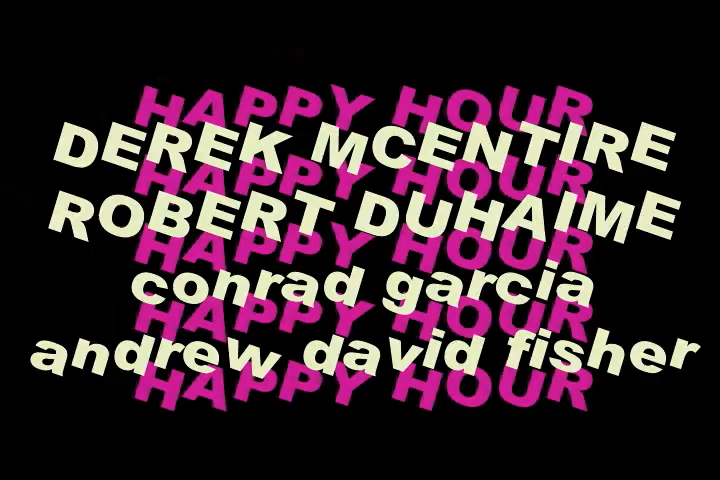 HAPPY HOUR
DEREK MCENTIRE
HAPPY HOUR
ROBERT DUHAIME
HAPPY HOUR
conrad garcia
HAPPY HOUR
andrew david fisher
HAPPY HOUR